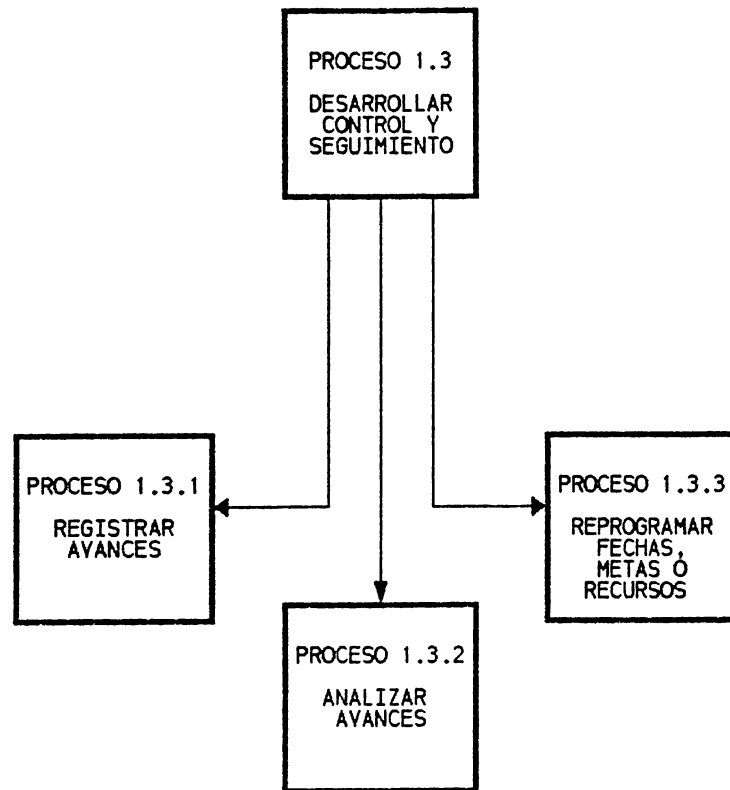 PROCESO 1.3
DESARROLLAR
CONTROL Y
SEGUIMIENTO
PROCESO 1.3.1
REGISTRAR
AVANCES
PROCESO 1.3.2
ANALIZAR
AVANCES
PROCESO 1.3.3
REPROGRAMAR
FECHAS,
METAS Ó
RECURSOS